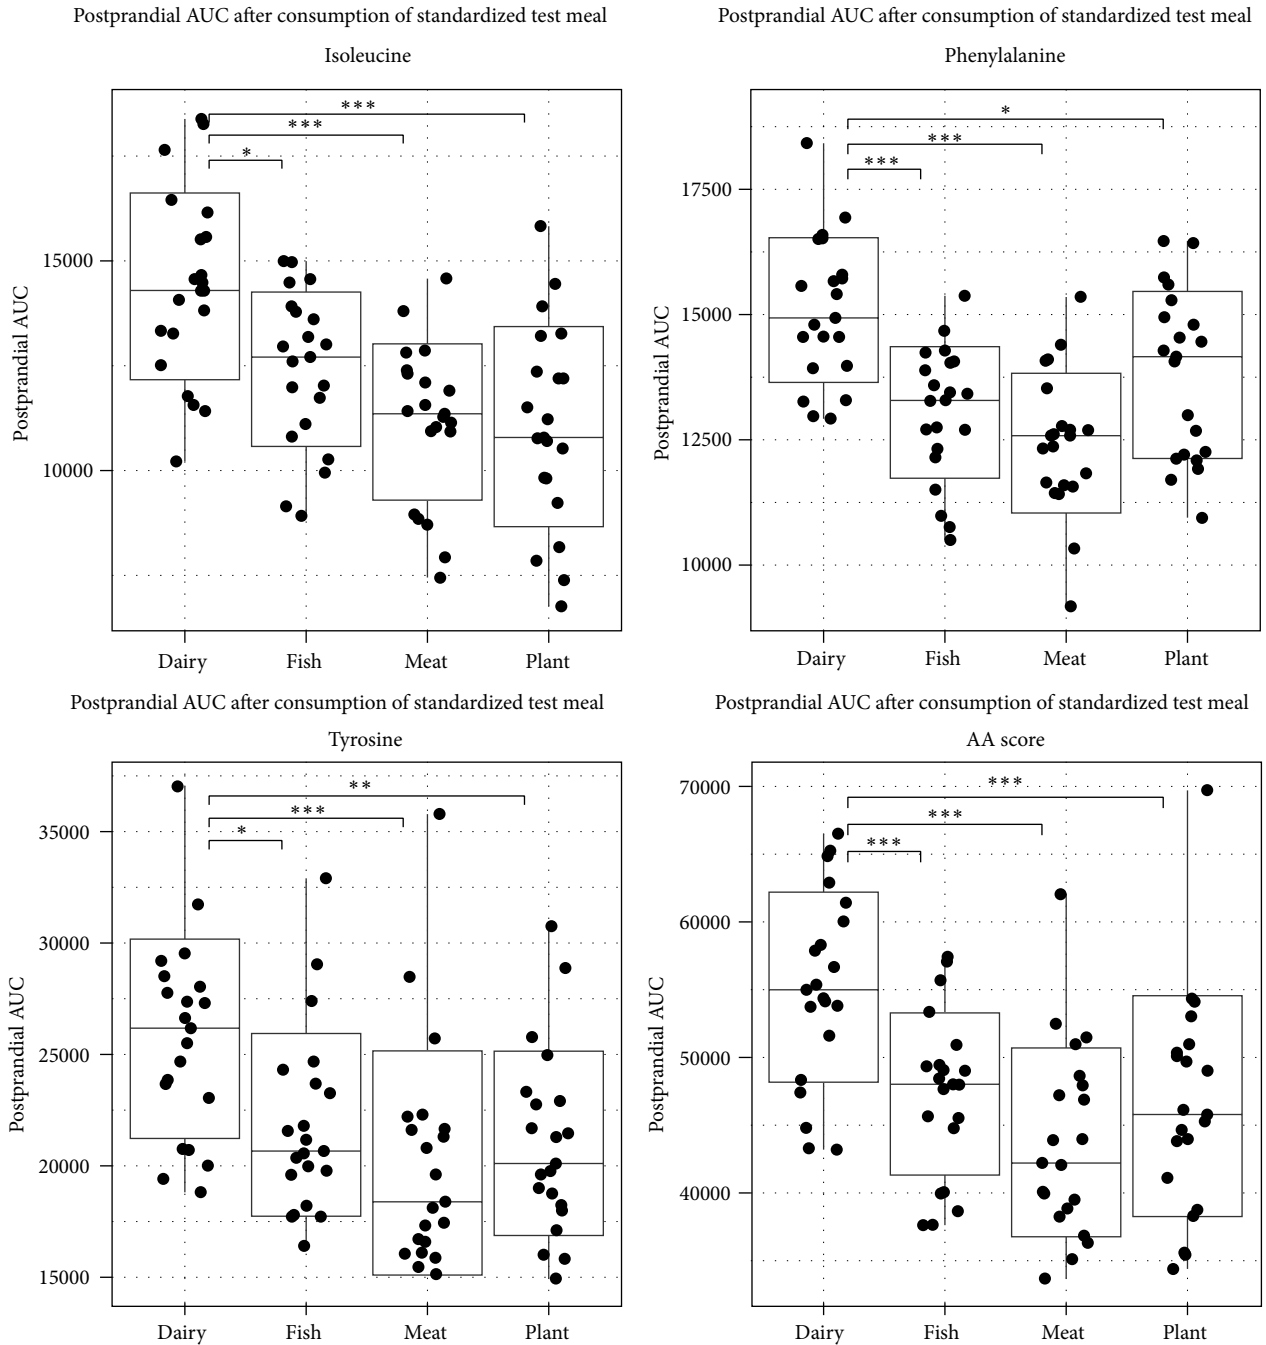 Postprandial AUC after consumption of standardized test meal
Isoleucine
***
***
*
15000
10000
Postprandial AUC
Dairy Fish Meat Plant
Postprandial AUC after consumption of standardized test meal
Phenylalanine
*
***
***
17500
15000
12500
10000
Postprandial AUC
Dairy Fish Meat Plant
Postprandial AUC after consumption of standardized test meal
Tyrosine
**
***
*
35000
30000
25000
20000
15000
Postprandial AUC
Dairy Fish Meat Plant
Postprandial AUC after consumption of standardized test meal
AA score
***
***
***
70000
60000
50000
40000
Postprandial AUC
Dairy Fish Meat Plant